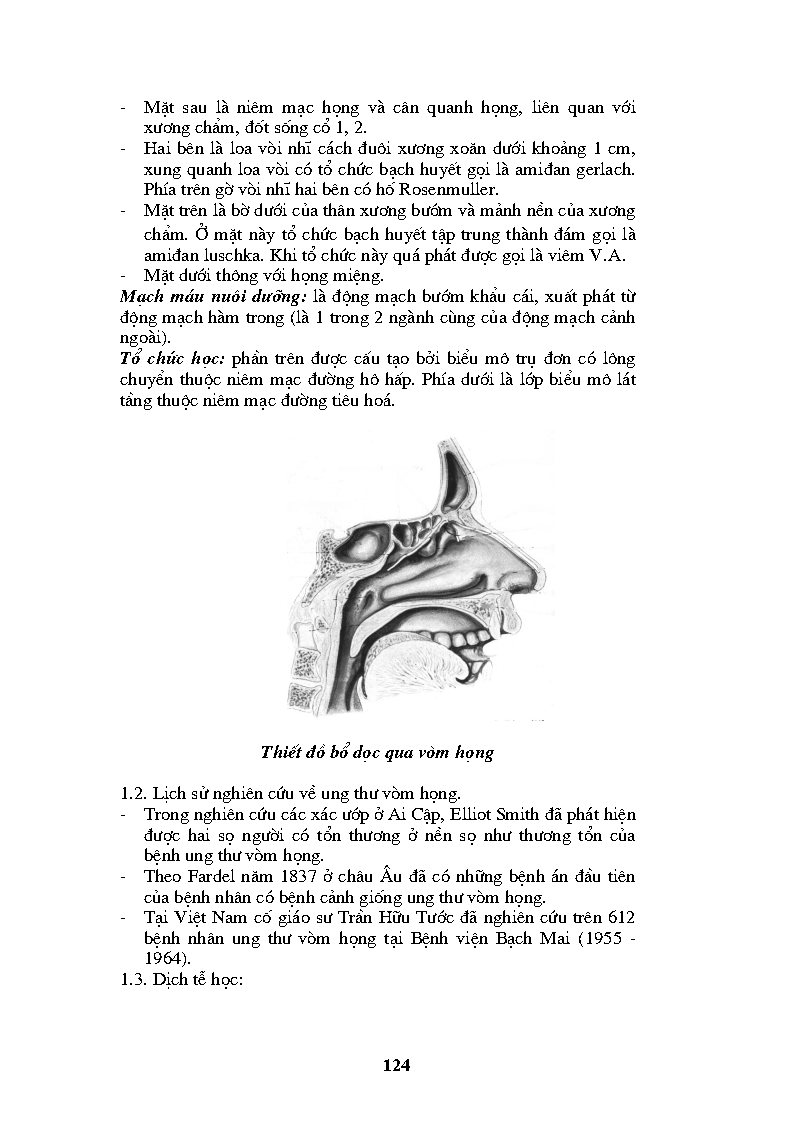 - Mặt sau là niêm mạc họng và cân quanh họng, liên quan với
xương chẩm, đốt sống cổ 1, 2.
- Hai bên là loa vòi nhĩ cách đuôi xương xoăn dưới khoảng 1 cm,
xung quanh loa vòi có tổ chức bạch huyết gọi là amiđan gerlach.
Phía trên gờ vòi nhĩ hai bên có hố Rosenmuller.
- Mặt trên là bờ dưới của thân xương bướm và mảnh nền của xương
chẩm. Ở mặt này tổ chức bạch huyết tập trung thành đám gọi là
amiđan luschka. Khi tổ chức này quá phát được gọi là viêm V.A.
- Mặt dưới thông với họng miệng.
Mạch máu nuôi dưỡng: là động mạch bướm khẩu cái, xuất phát từ
động mạch hàm trong (là 1 trong 2 ngành cùng của động mạch cảnh
ngoài).
Tổ chức học: phần trên được cấu tạo bởi biểu mô trụ đơn có lông
chuyển thuộc niêm mạc đường hô hấp. Phía dưới là lớp biểu mô lát
tầng thuộc niêm mạc đường tiêu hoá.
Thiết đồ bổ dọc qua vòm họng
1.2. Lịch sử nghiên cứu về ung thư vòm họng.
- Trong nghiên cứu các xác ướp ở Ai Cập, Elliot Smith đã phát hiện
được hai sọ người có tổn thương ở nền sọ như thương tổn của
bệnh ung thư vòm họng.
- Theo Fardel năm 1837 ở châu Âu đã có những bệnh án đầu tiên
của bệnh nhân có bệnh cảnh giống ung thư vòm họng.
- Tại Việt Nam cố giáo sư Trần Hữu Tước đã nghiên cứu trên 612
bệnh nhân ung thư vòm họng tại Bệnh viện Bạch Mai (1955 -
1964).
1.3. Dịch tễ học:
124